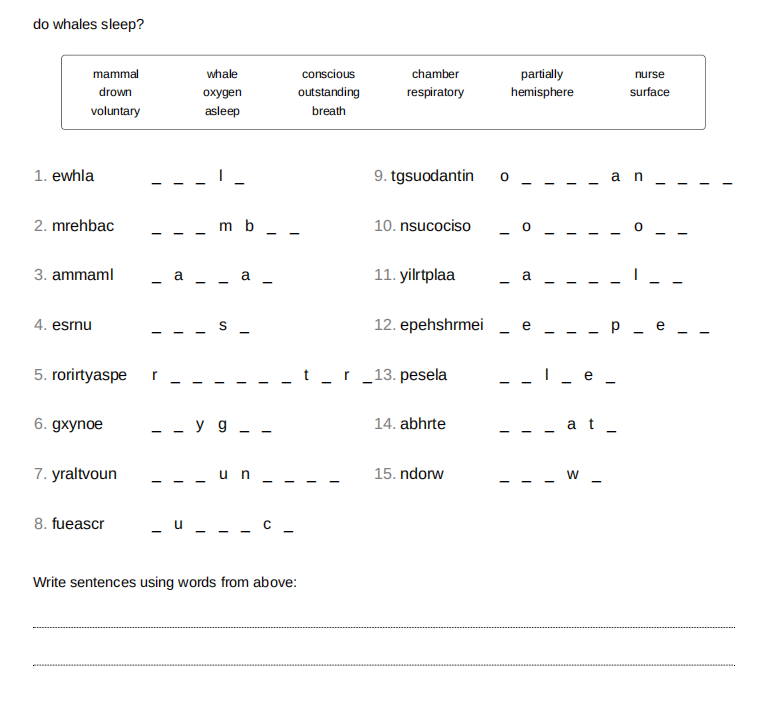 do whales sleep?
mammal whale conscious chamber partially nurse
drown oxygen outstanding respiratory hemisphere surface
voluntary asleep breath
1. ewhla _ _ _ l _
2. mrehbac _ _ _ m b _ _
3. ammaml _ a _ _ a _
4. esrnu _ _ _ s _
5. rorirtyaspe r _ _ _ _ _ _ t _ r _
6. gxynoe _ _ y g _ _
7. yraltvoun _ _ _ u n _ _ _ _
8. fueascr _ u _ _ _ c _
9. tgsuodantin o _ _ _ _ a n _ _ _ _
10. nsucociso _ o _ _ _ _ o _ _
11. yilrtplaa _ a _ _ _ _ l _ _
12. epehshrmei _ e _ _ _ p _ e _ _
13. pesela _ _ l _ e _
14. abhrte _ _ _ a t _
15. ndorw _ _ _ w _
Write sentences using words from above: